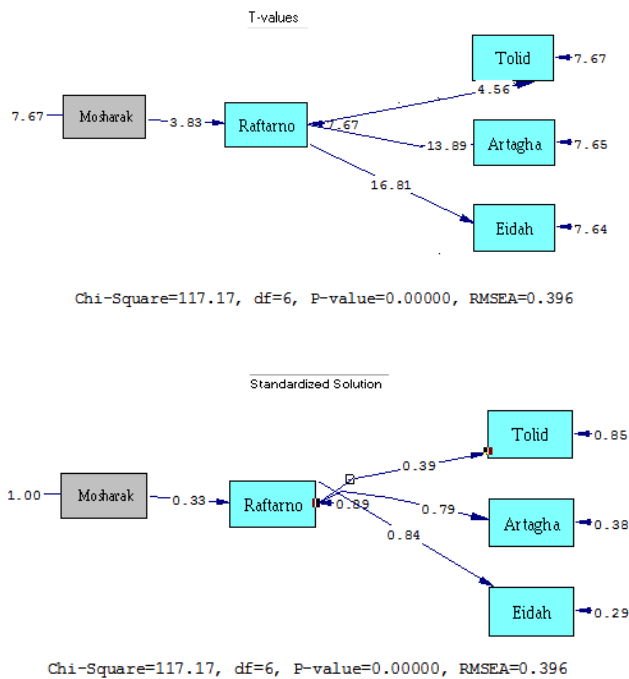 T-values
Tolid
7.67
4.56
7.67
Mosharak
3.83
Raftarno
7.67
13.89
Artagha
7.65
16.81
Eidah
7.64
Chi-Square=117.17, df=6, P-value=0.00000, RMSEA=0.396
Standardized Solution
Tolid
0.85
0.39
1.00
Mosharak
0.33
Raftarno
0.89
0.79
Artagha
0.38
0.84
Eidah
0.29
Chi-Square=117.17, df=6, P-value=0.00000, RMSEA=0.396